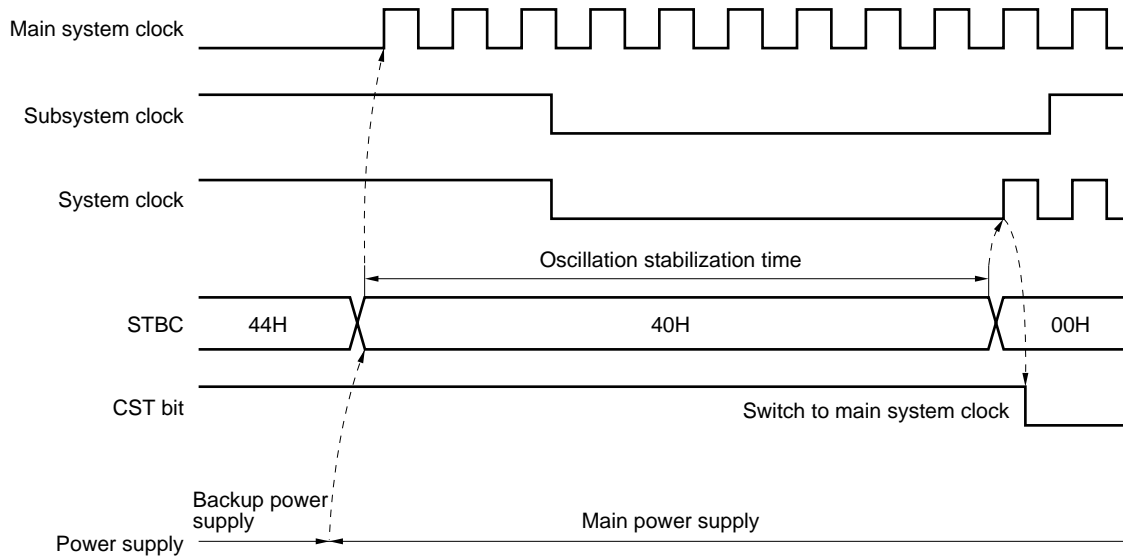 Main system clock
Subsystem clock
System clock
Oscillation stabilization time
STBC
44H
40H
00H
CST bit
Switch to main system clock
Backup power
supply
Main power supply
Power supply